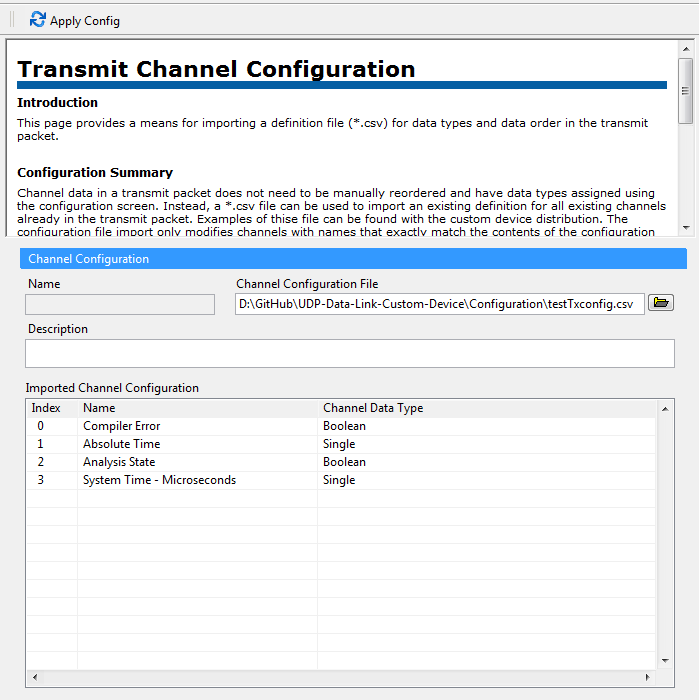 Apply Config
Transmit Channel Configuration
Introduction
This page provides a means for importing a definition file (*.csv) for data types and data order in the transmit
packet.
Configuration Summary
Channel data in a transmit packet does not need to be manually reordered and have data types assigned using
the configuration screen. Instead, a *.csv file can be used to import an existing definition for all existing channels
already in the transmit packet. Examples of thise file can be found with the custom device distribution. The
configuration file import only modifies channels with names that exactly match the contents of the configuration
Channel Configuration
Name Channel Configuration File
D:\GitHub\UDP-Data-Link-Custom-Device\Configuration\testTxconfig.csv
Description
Imported Channel Configuration
Index Name Channel Data Type
0 Compiler Error Boolean
1 Absolute Time Single
2 Analysis State Boolean
3 System Time - Microseconds Single